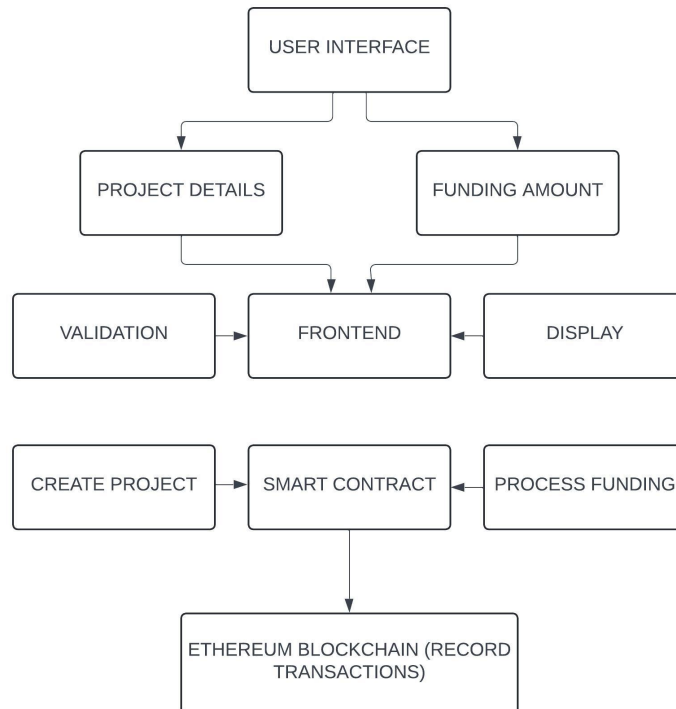 USER INTERFACE
PROJECT DETAILS
FUNDING AMOUNT
VALIDATION
FRONTEND
DISPLAY
CREATE PROJECT
SMART CONTRACT
PROCESS FUNDING
ETHEREUM BLOCKCHAIN (RECORD
TRANSACTIONS)